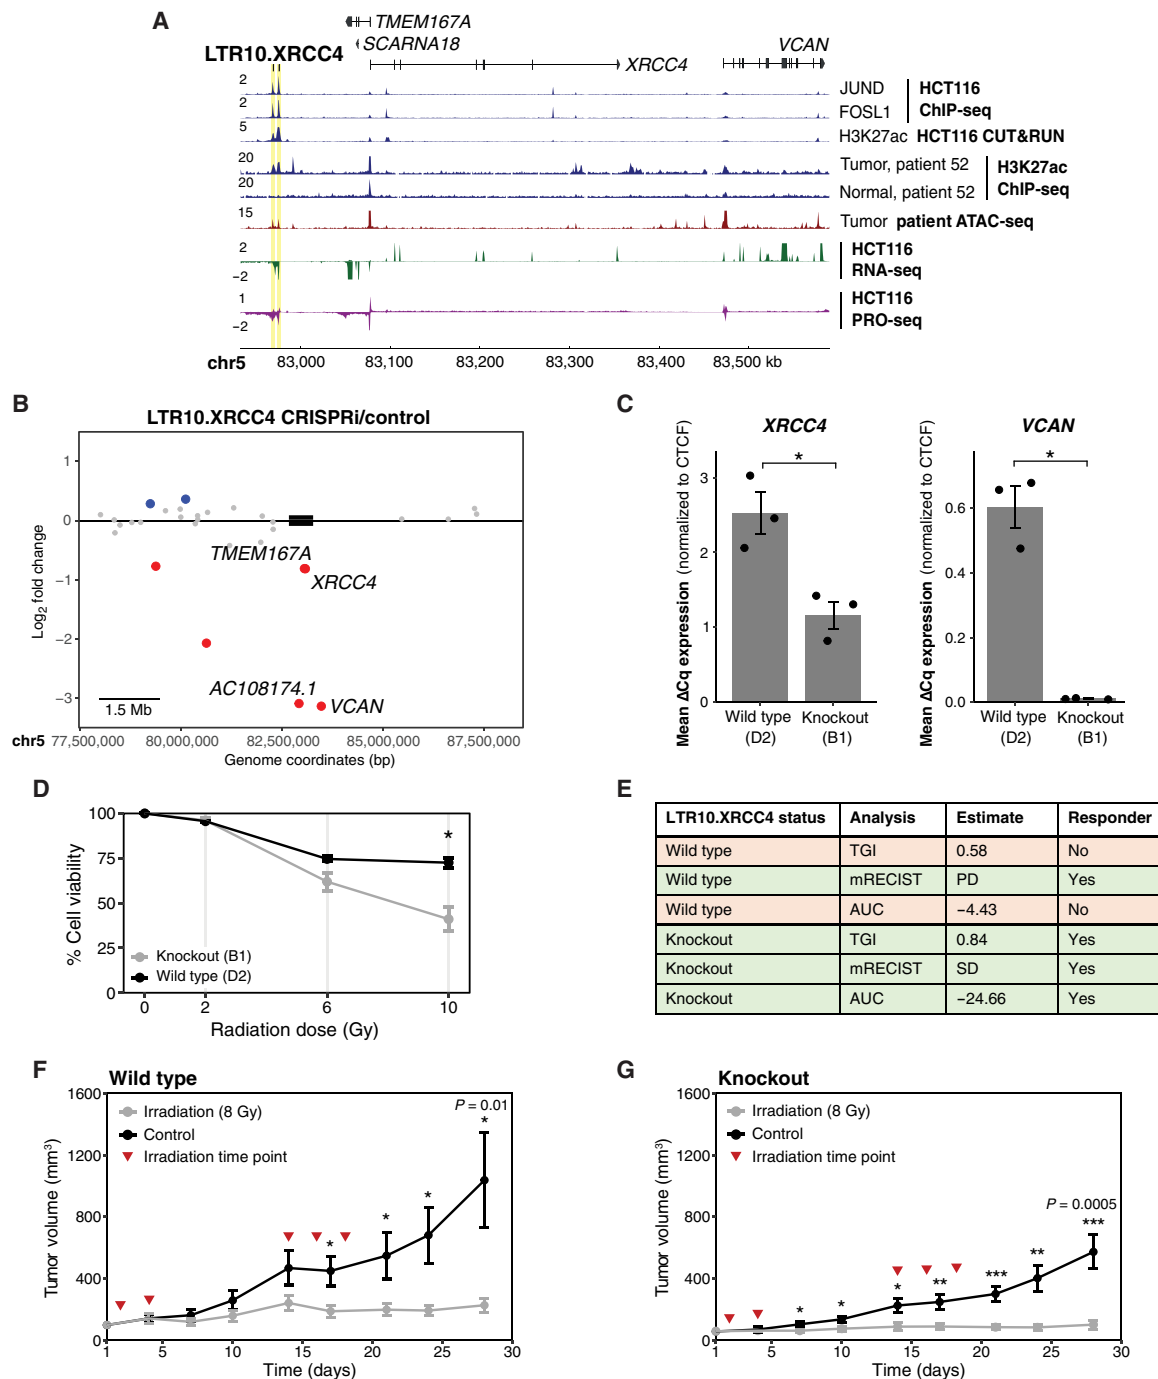 A
TMEM167A
SCARNA18
LTR10.XRCC4
XRCC4
VCAN
2
JUND
HCT116
2
FOSL1
ChIP-seq
5
H3K27ac HCT116 CUT&RUN
20
Tumor, patient 52
H3K27ac
20
Normal, patient 52
ChIP-seq
15
Tumor patient ATAC-seq
2
HCT116
−2
RNA-seq
1
HCT116
−2
PRO-seq
chr5 83,000 83,100 83,200 83,300 83,400 83,500 kb
B
LTR10.XRCC4 CRISPRi/control
Log2 fold change
1
0
−1
−2
−3
TMEM167A
XRCC4
AC108174.1
VCAN
1.5 Mb
chr5 77,500,000 80,000,000 82,500,000 85,000,000 87,500,000
Genome coordinates (bp)
C
XRCC4
Mean ΔCq expression (normalized to CTCF)
3
2
1
0
*
Wild type (D2)
Knockout (B1)
VCAN
Mean ΔCq expression (normalized to CTCF)
0.6
0.4
0.2
0.0
*
Wild type (D2)
Knockout (B1)
D
% Cell viability
100
75
50
25
0
*
Knockout (B1)
Wild type (D2)
0 2 6 10
Radiation dose (Gy)
E
LTR10.XRCC4 status Analysis Estimate Responder
Wild type TGI 0.58 No
Wild type mRECIST PD Yes
Wild type AUC −4.43 No
Knockout TGI 0.84 Yes
Knockout mRECIST SD Yes
Knockout AUC −24.66 Yes
F
Wild type
Tumor volume (mm3)
1600
1200
800
400
0
Irradiation (8 Gy)
Control
Irradiation time point
P = 0.01
* * * *
1 5 10 15 20 25 30
Time (days)
G
Knockout
Tumor volume (mm3)
1600
1200
800
400
0
Irradiation (8 Gy)
Control
Irradiation time point
P = 0.0005
* * * ** *** ** ***
1 5 10 15 20 25 30
Time (days)